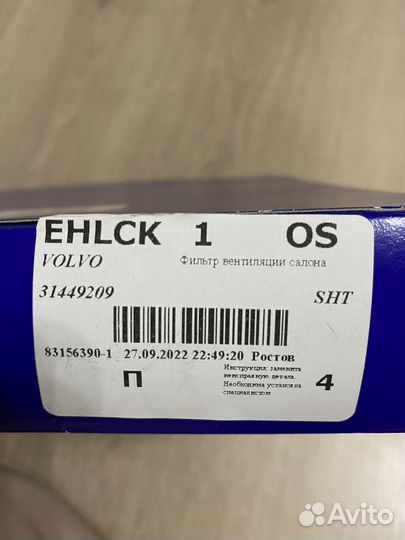 EHLCK 1 OS
VOLVO Фильтр вентиляции салона
31449209 SHT
83156390-1 27.09.2022 22:49:20 Ростов
П Инструкция: заменить
неисправную деталь.
Необходима установка 4
специалистом
Avito